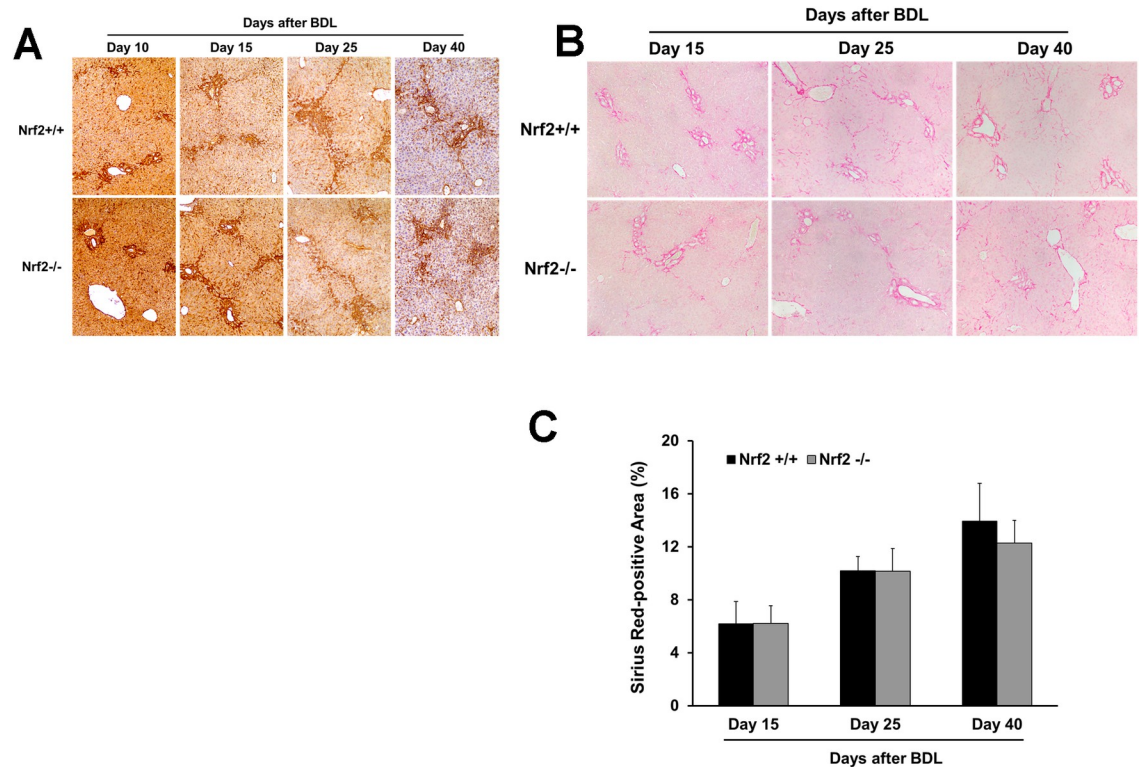 A
Days after BDL
Day 10 Day 15 Day 25 Day 40
Nrf2+/+
Nrf2-/-
B
Days after BDL
Day 15 Day 25 Day 40
Nrf2+/+
Nrf2-/-
C
Sirius Red-positive Area (%)
20
16
12
8
4
0
Nrf2 +/+ Nrf2 -/-
Day 15 Day 25 Day 40
Days after BDL